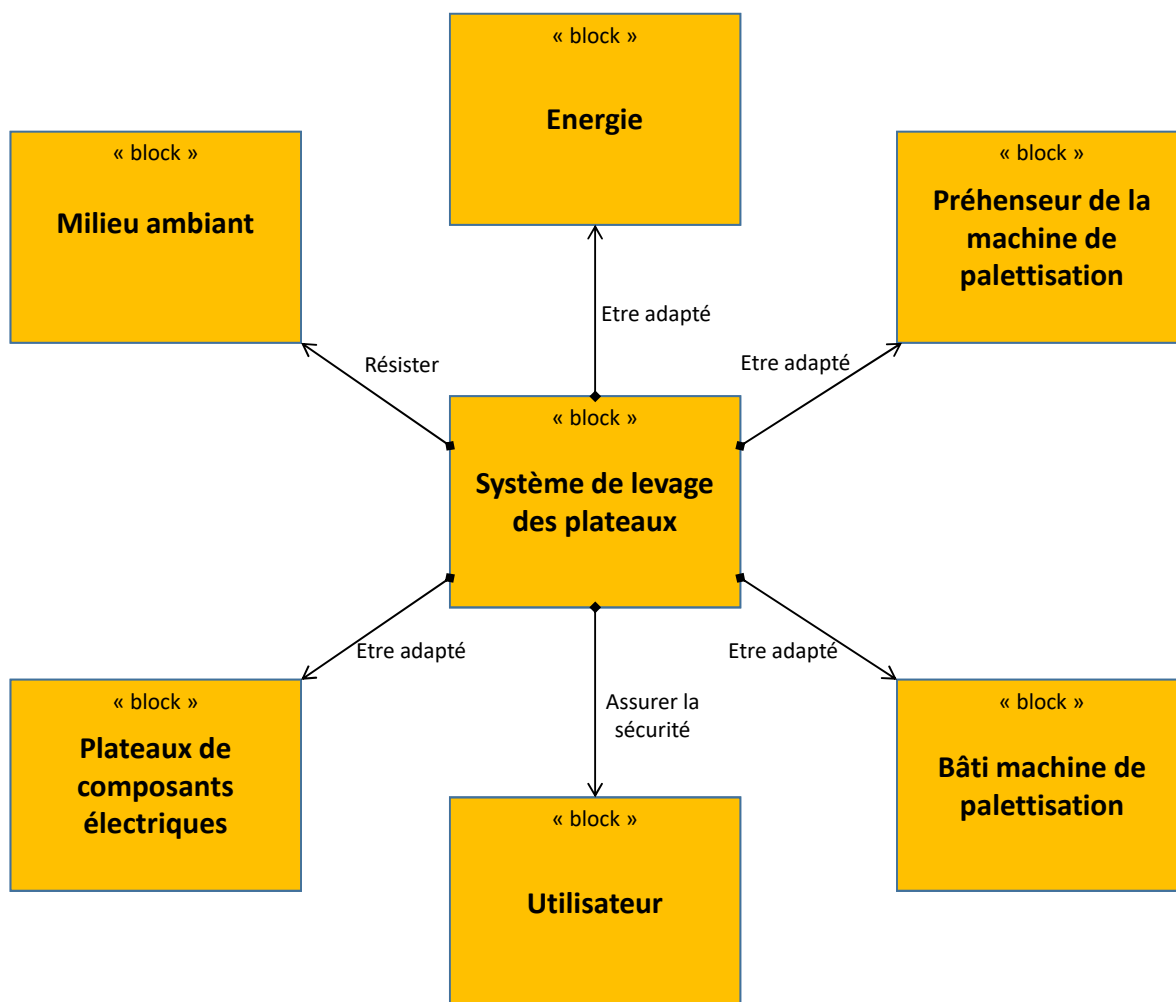 « block »
Energie
« block »
Milieu ambiant
« block »
Préhenseur de la
machine de
palettisation
Etre adapté
Résister
Etre adapté
« block »
Système de levage
des plateaux
Etre adapté
Etre adapté
Assurer la
sécurité
« block »
Plateaux de
composants
électriques
« block »
Bâti machine de
palettisation
« block »
Utilisateur